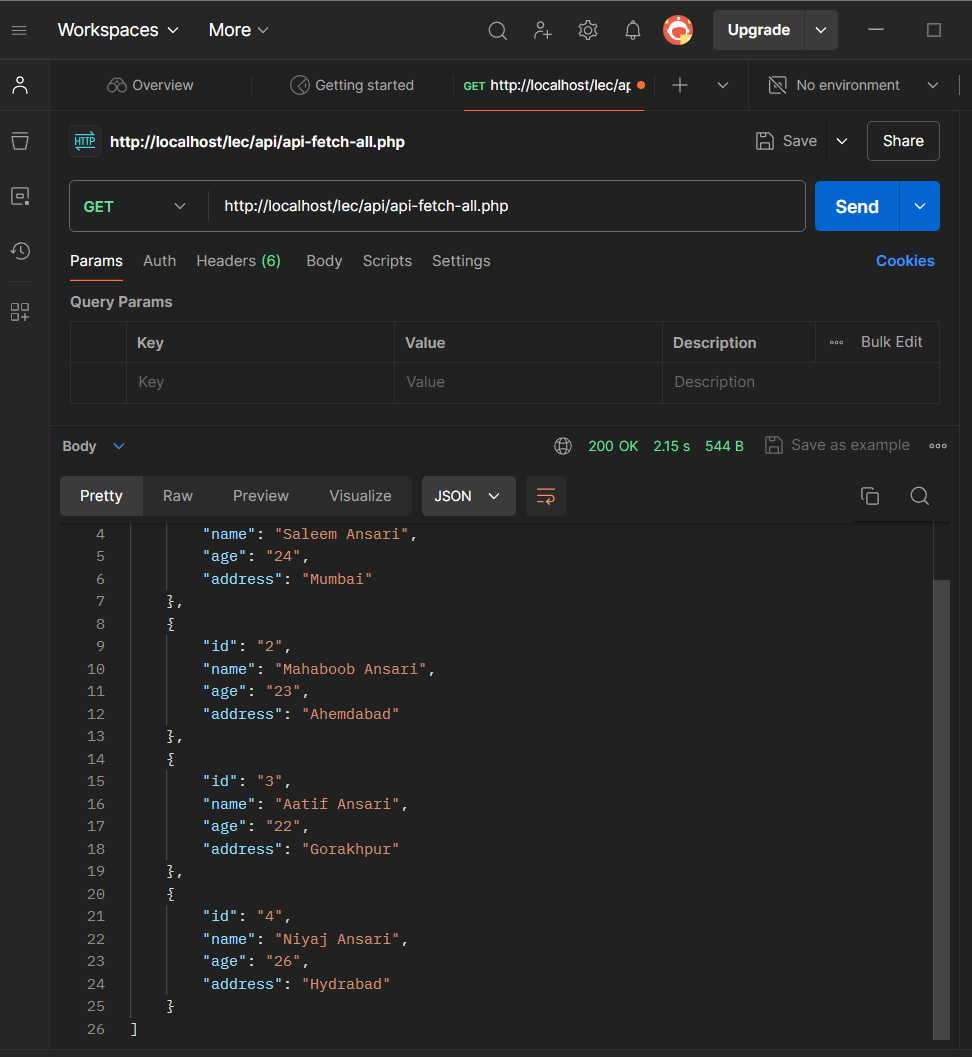 Workspaces More Upgrade
Overview Getting started GET http://localhost/lec/ap No environment
HTTP http://localhost/lec/api/api-fetch-all.php Save Share
GET http://localhost/lec/api/api-fetch-all.php Send
Params Auth Headers (6) Body Scripts Settings Cookies
Query Params
Key Value Description Bulk Edit
Key Value Description
Body 200 OK 2.15 s 544 B Save as example
Pretty Raw Preview Visualize JSON
4 "name": "Saleem Ansari",
5 "age": "24",
6 "address": "Mumbai"
7 },
8 {
9 "id": "2",
10 "name": "Mahaboob Ansari",
11 "age": "23",
12 "address": "Ahemdabad"
13 },
14 {
15 "id": "3",
16 "name": "Aatif Ansari",
17 "age": "22",
18 "address": "Gorakhpur"
19 },
20 {
21 "id": "4",
22 "name": "Niyaj Ansari",
23 "age": "26",
24 "address": "Hydrabad"
25 }
26 ]